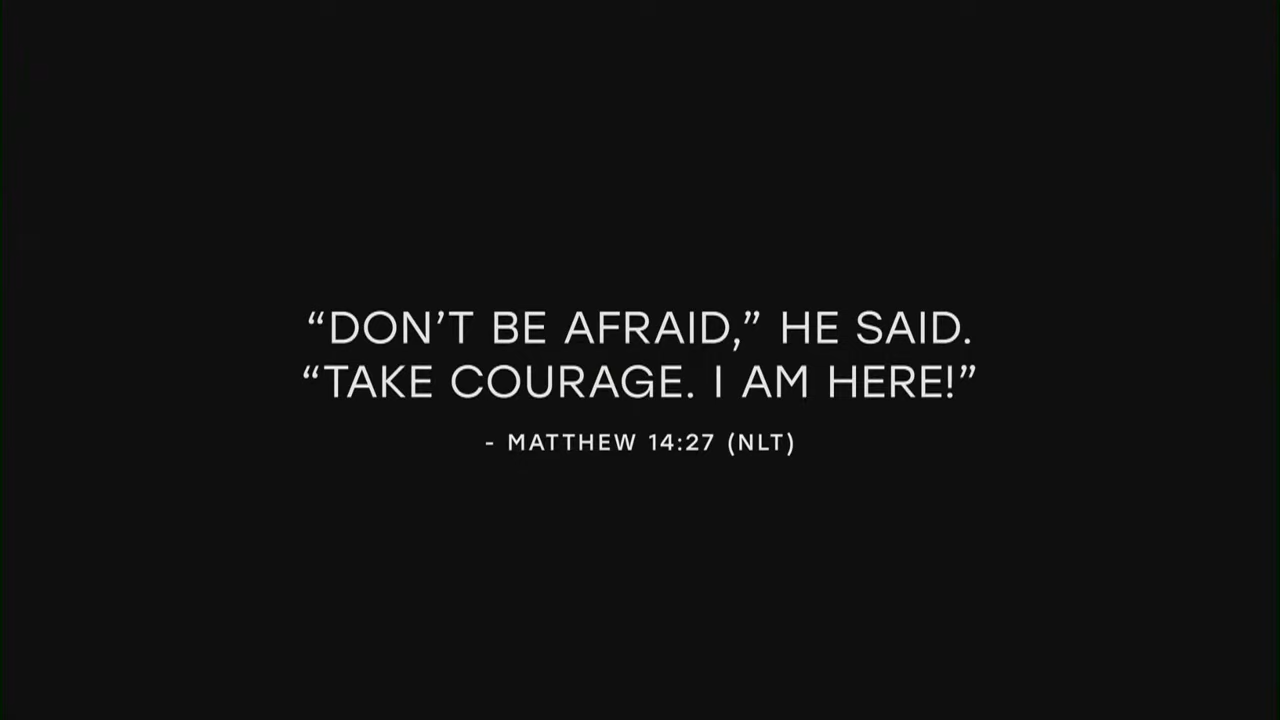 “DON’T BE AFRAID,” HE SAID.
“TAKE COURAGE. I AM HERE!”
- MATTHEW 14:27 (NLT)